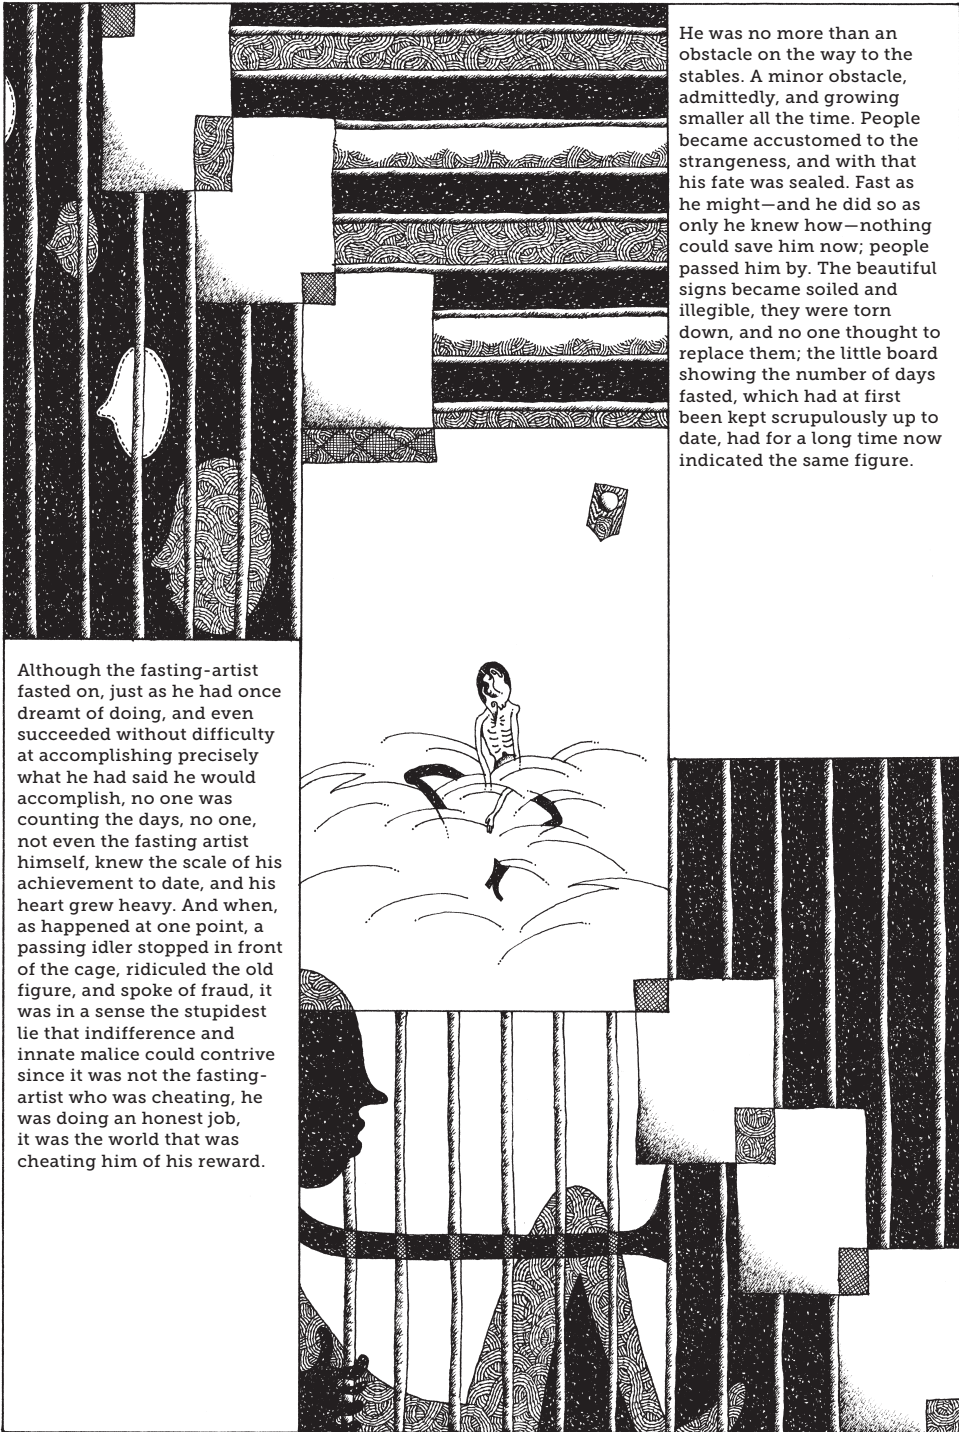 He was no more than an
obstacle on the way to the
stables. A minor obstacle,
admittedly, and growing
smaller all the time. People
became accustomed to the
strangeness, and with that
his fate was sealed. Fast as
he might—and he did so as
only he knew how—nothing
could save him now; people
passed him by. The beautiful
signs became soiled and
illegible, they were torn
down, and no one thought to
replace them; the little board
showing the number of days
fasted, which had at first
been kept scrupulously up to
date, had for a long time now
indicated the same figure.
Although the fasting-artist
fasted on, just as he had once
dreamt of doing, and even
succeeded without difficulty
at accomplishing precisely
what he had said he would
accomplish, no one was
counting the days, no one,
not even the fasting artist
himself, knew the scale of his
achievement to date, and his
heart grew heavy. And when,
as happened at one point, a
passing idler stopped in front
of the cage, ridiculed the old
figure, and spoke of fraud, it
was in a sense the stupidest
lie that indifference and
innate malice could contrive
since it was not the fasting-
artist who was cheating, he
was doing an honest job,
it was the world that was
cheating him of his reward.